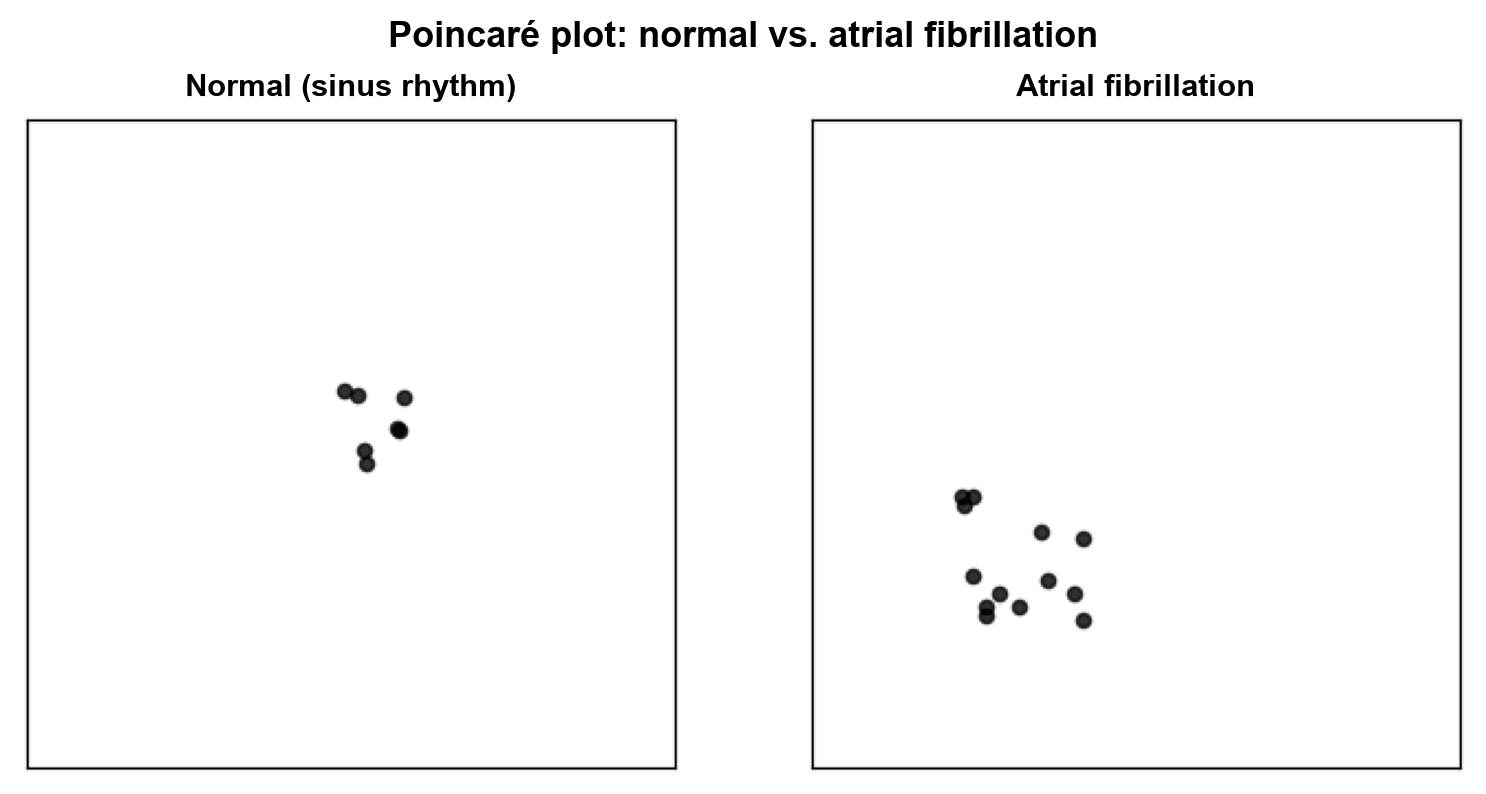 Poincaré plot: normal vs. atrial fibrillation
Normal (sinus rhythm)
Atrial fibrillation